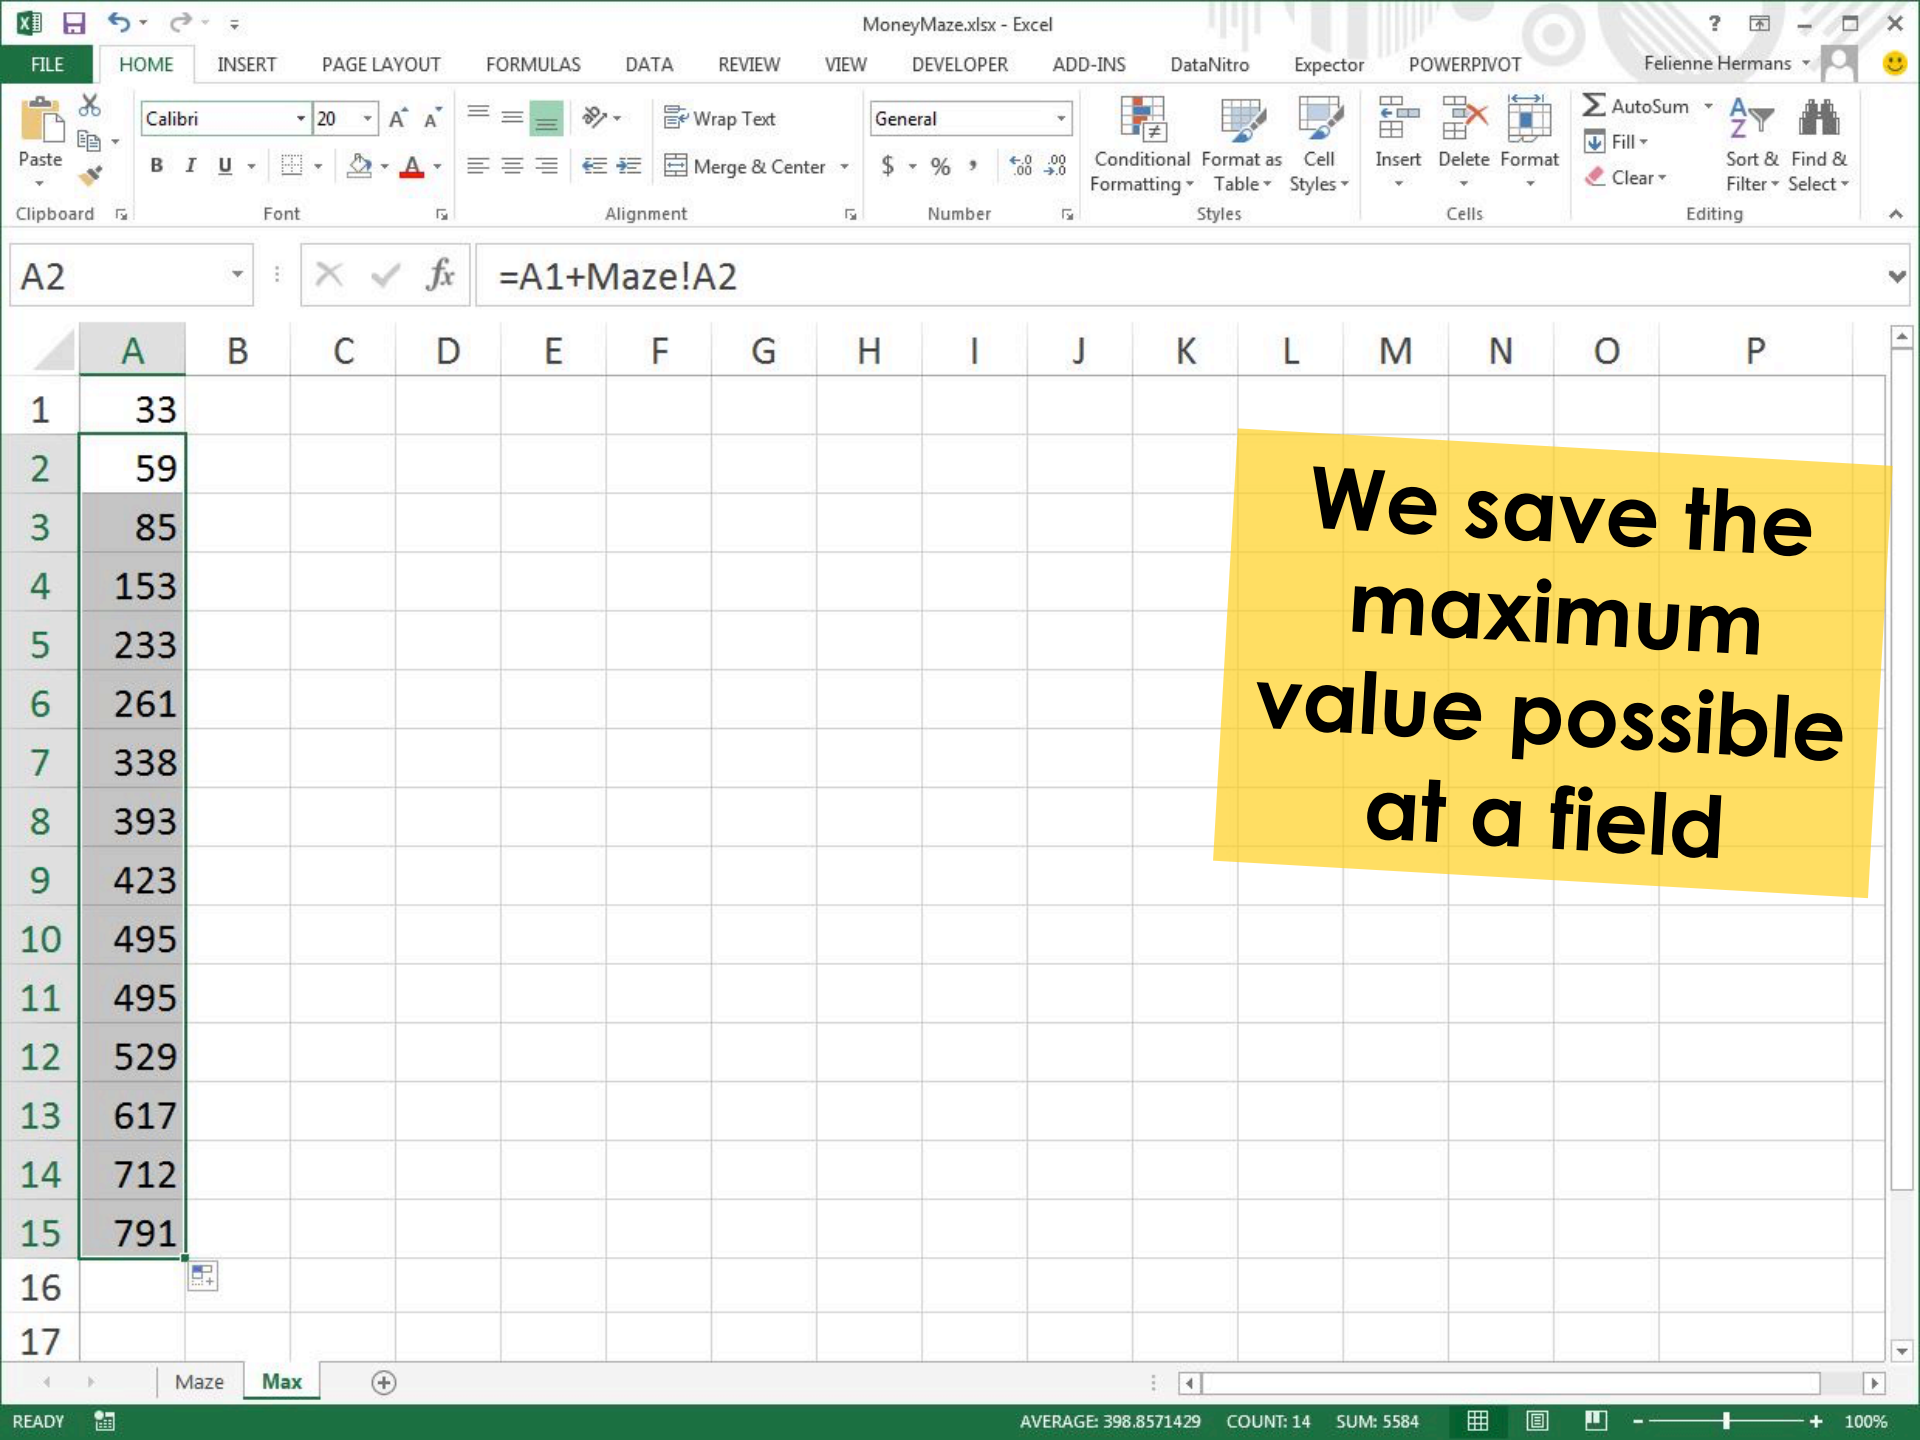 MoneyMaze.xlsx - Excel
FILE HOME INSERT PAGE LAYOUT FORMULAS DATA REVIEW VIEW DEVELOPER ADD-INS DataNitro Expector POWERPIVOT Felienne Hermans
Calibri 20 Wrap Text General AutoSum
Fill
Paste B I U Merge & Center $ % Conditional Formatting Format as Table Cell Styles Insert Delete Format Clear Sort & Filter Find & Select
Clipboard Font Alignment Number Styles Cells Editing
A2 fx =A1+Maze!A2
A B C D E F G H I J K L M N O P
1 33
2 59
3 85
4 153
5 233
6 261
7 338
8 393
9 423
10 495
11 495
12 529
13 617
14 712
15 791
16
17
We save the
maximum
value possible
at a field
Maze Max
READY AVERAGE: 398.8571429 COUNT: 14 SUM: 5584 100%